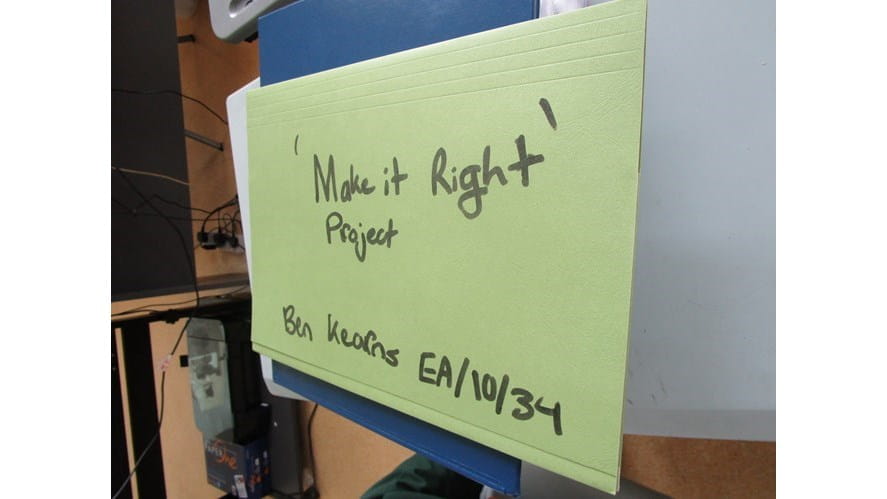 'Make it Right'
Project
Ben Kearns EA/10/34